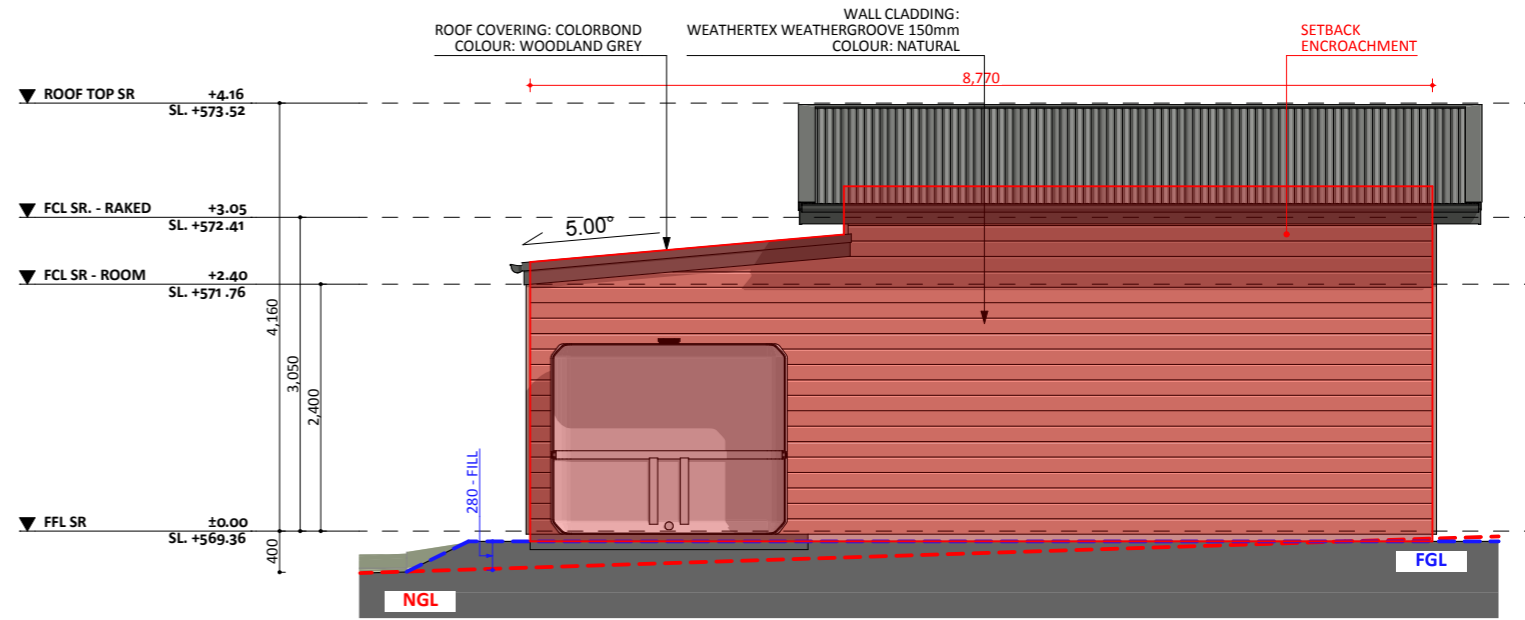 ROOF COVERING: COLORBOND
COLOUR: WOODLAND GREY
WALL CLADDING:
WEATHERTEX WEATHERGROOVE 150mm
COLOUR: NATURAL
SETBACK
ENCROACHMENT
8,770
ROOF TOP SR +4.16
SL. +573.52
FCL SR. - RAKED +3.05
SL. +572.41
5.00°
FCL SR - ROOM +2.40
SL. +571.76
4,160
3,050
2,400
280 - FILL
FFL SR ±0.00
SL. +569.36
400
FGL
NGL